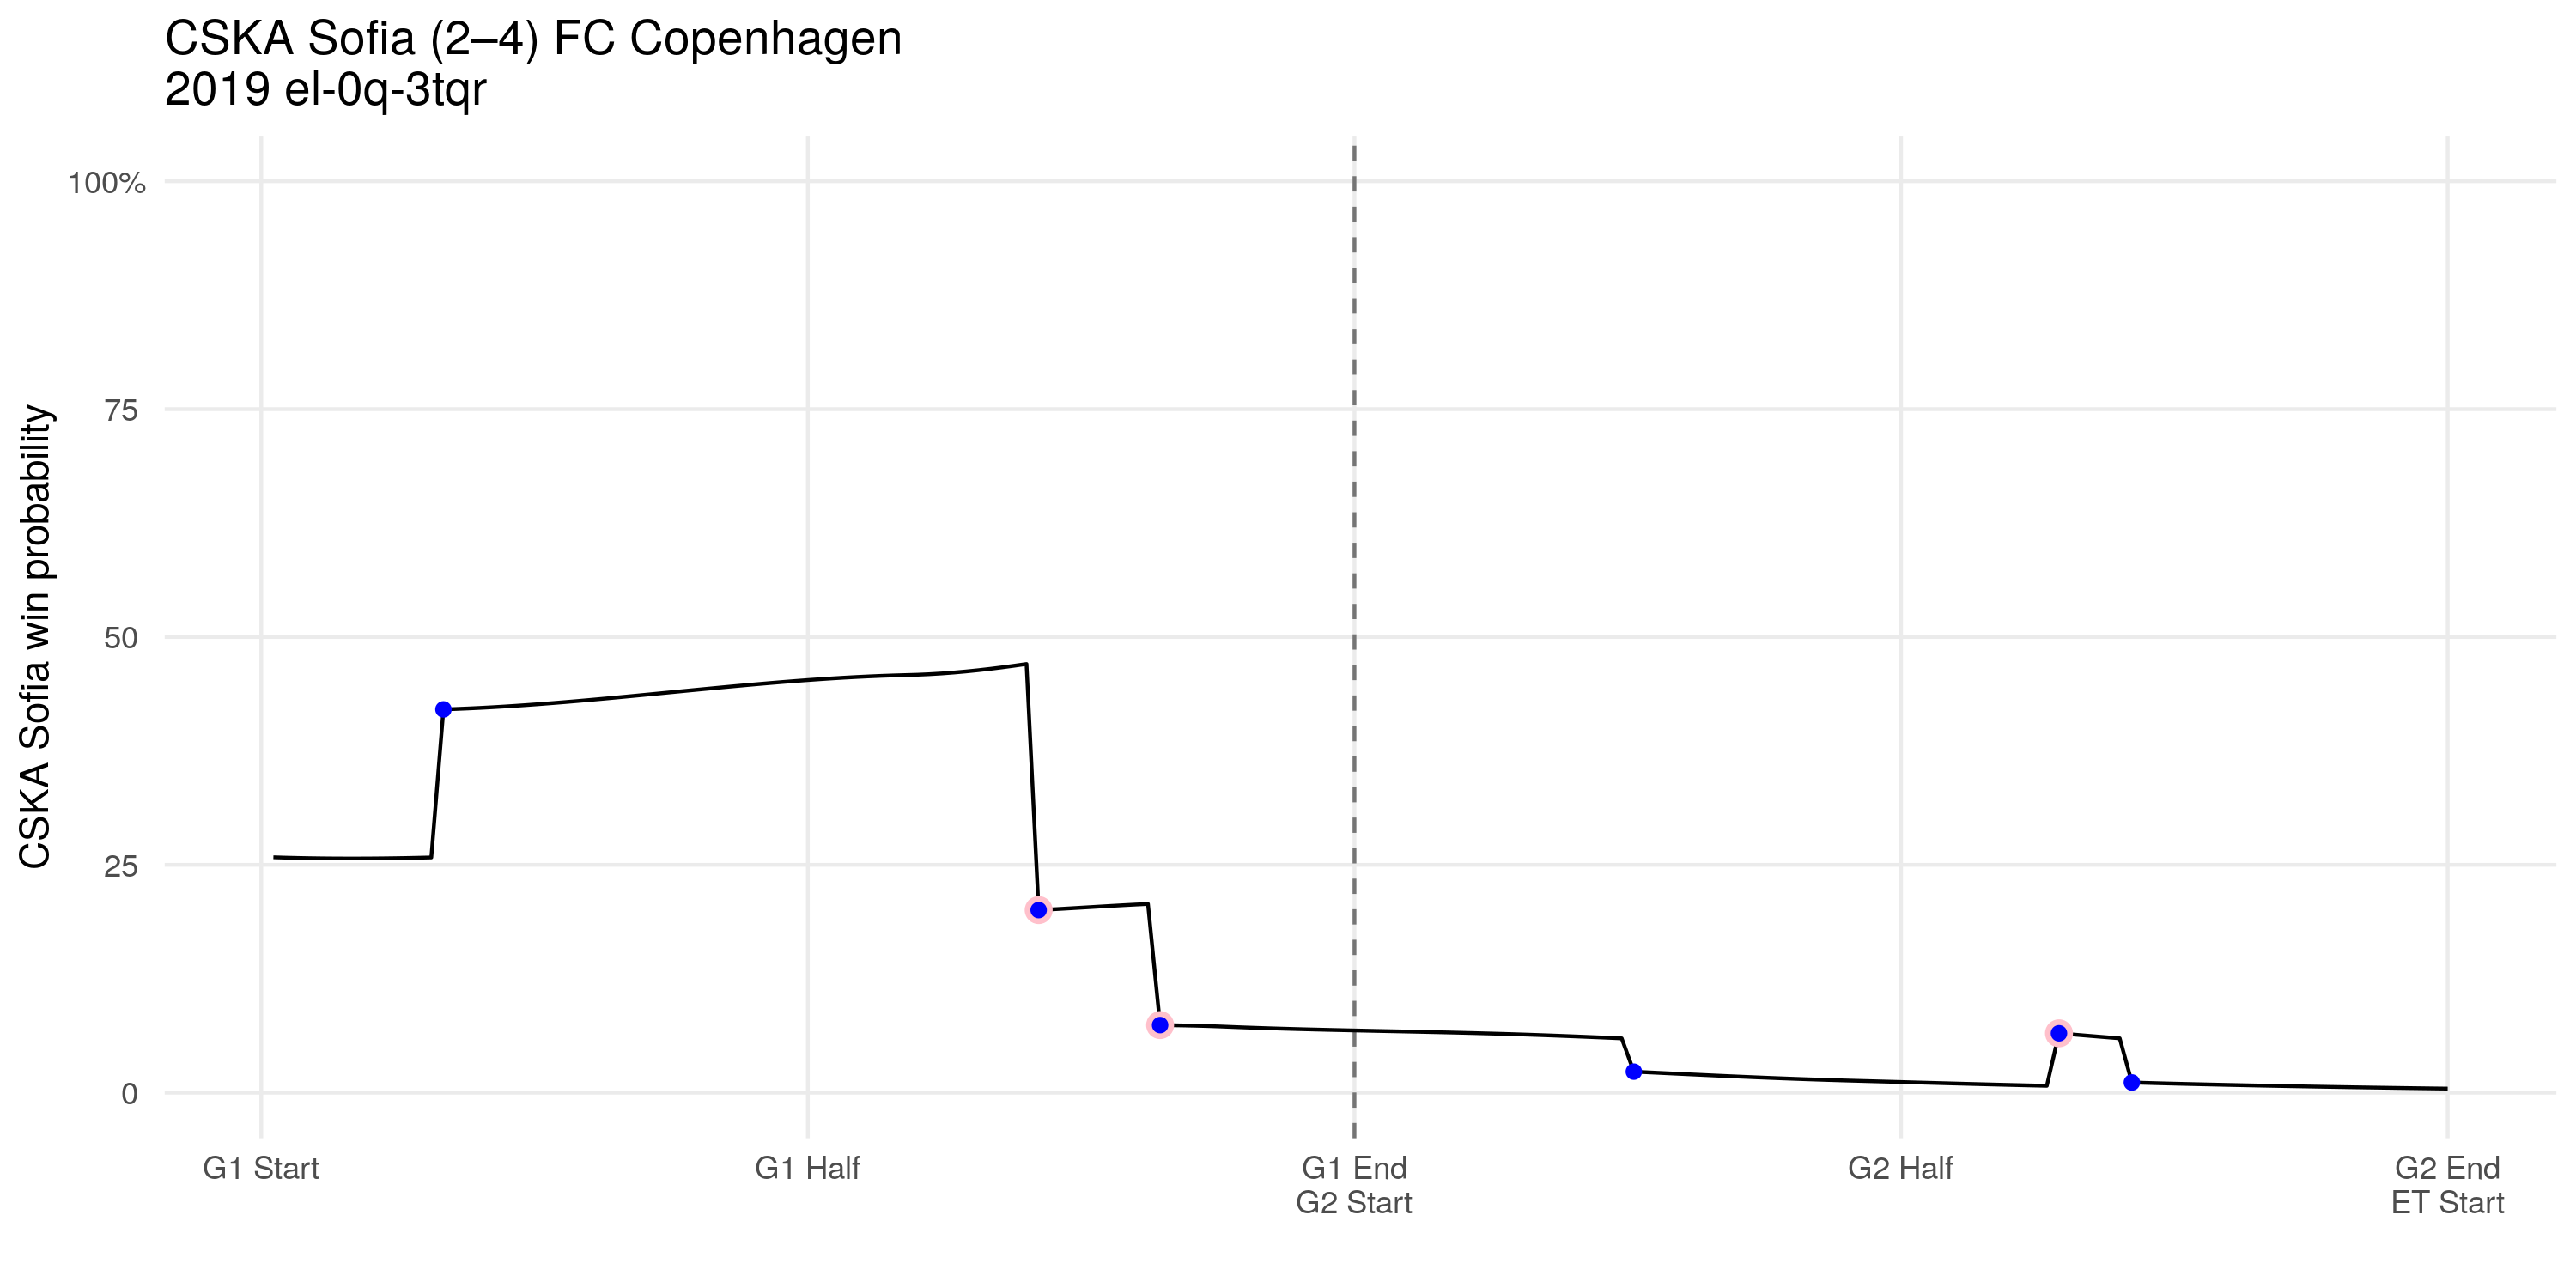 CSKA Sofia (2–4) FC Copenhagen
2019 el-0q-3tqr
CSKA Sofia win probability
100%
75
50
25
0
G1 Start
G1 Half
G1 End
G2 Start
G2 Half
G2 End
ET Start